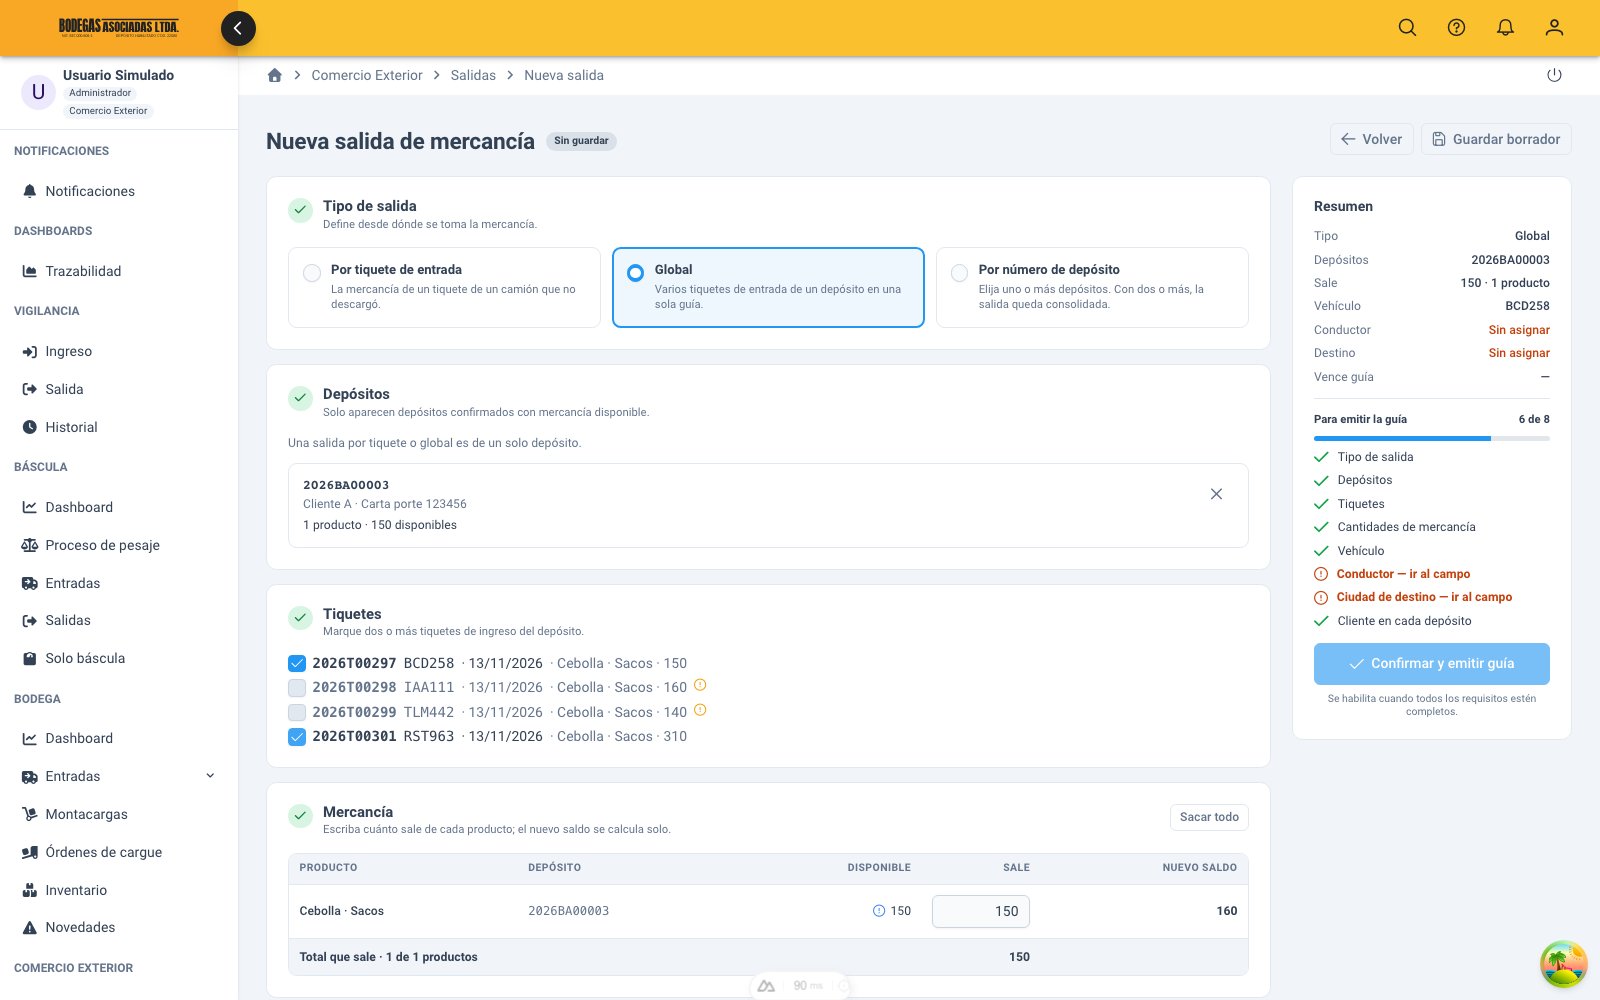 BODEGAS ASOCIADAS LTDA.
Usuario Simulado
U
Administrador
Comercio Exterior
NOTIFICACIONES
Notificaciones
DASHBOARDS
Trazabilidad
VIGILANCIA
Ingreso
Salida
Historial
BÁSCULA
Dashboard
Proceso de pesaje
Entradas
Salidas
Solo báscula
BODEGA
Dashboard
Entradas
Montacargas
Órdenes de cargue
Inventario
Novedades
COMERCIO EXTERIOR
Comercio Exterior > Salidas > Nueva salida
Nueva salida de mercancía Sin guardar
Volver Guardar borrador
Tipo de salida
Define desde dónde se toma la mercancía.
Por tiquete de entrada
La mercancía de un tiquete de un camión que no
descargó.
Global
Varios tiquetes de entrada de un depósito en una
sola guía.
Por número de depósito
Elija uno o más depósitos. Con dos o más, la
salida queda consolidada.
Depósitos
Solo aparecen depósitos confirmados con mercancía disponible.
Una salida por tiquete o global es de un solo depósito.
2026BA00003
Cliente A · Carta porte 123456
1 producto · 150 disponibles
Tiquetes
Marque dos o más tiquetes de ingreso del depósito.
2026T00297 BCD258 · 13/11/2026 · Cebolla · Sacos · 150
2026T00298 IAA111 · 13/11/2026 · Cebolla · Sacos · 160
2026T00299 TLM442 · 13/11/2026 · Cebolla · Sacos · 140
2026T00301 RST963 · 13/11/2026 · Cebolla · Sacos · 310
Mercancía
Escriba cuánto sale de cada producto; el nuevo saldo se calcula solo.
Sacar todo
PRODUCTO DEPÓSITO DISPONIBLE SALE NUEVO SALDO
Cebolla · Sacos 2026BA00003 150 150 160
Total que sale · 1 de 1 productos 150
90 ms
Resumen
Tipo Global
Depósitos 2026BA00003
Sale 150 · 1 producto
Vehículo BCD258
Conductor Sin asignar
Destino Sin asignar
Vence guía —
Para emitir la guía 6 de 8
Tipo de salida
Depósitos
Tiquetes
Cantidades de mercancía
Vehículo
Conductor — ir al campo
Ciudad de destino — ir al campo
Cliente en cada depósito
Confirmar y emitir guía
Se habilita cuando todos los requisitos estén
completos.